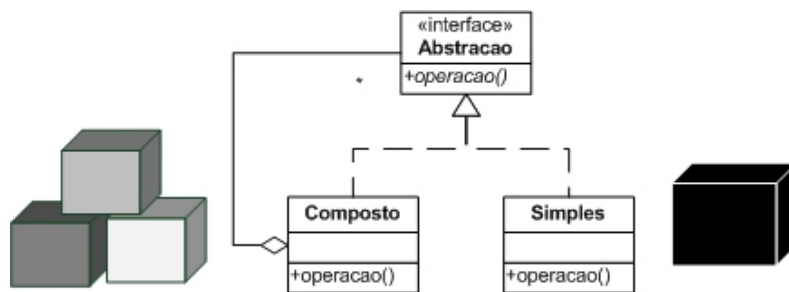 «interface»
Abstracao
+operacao()
*
Composto
+operacao()
Simples
+operacao()